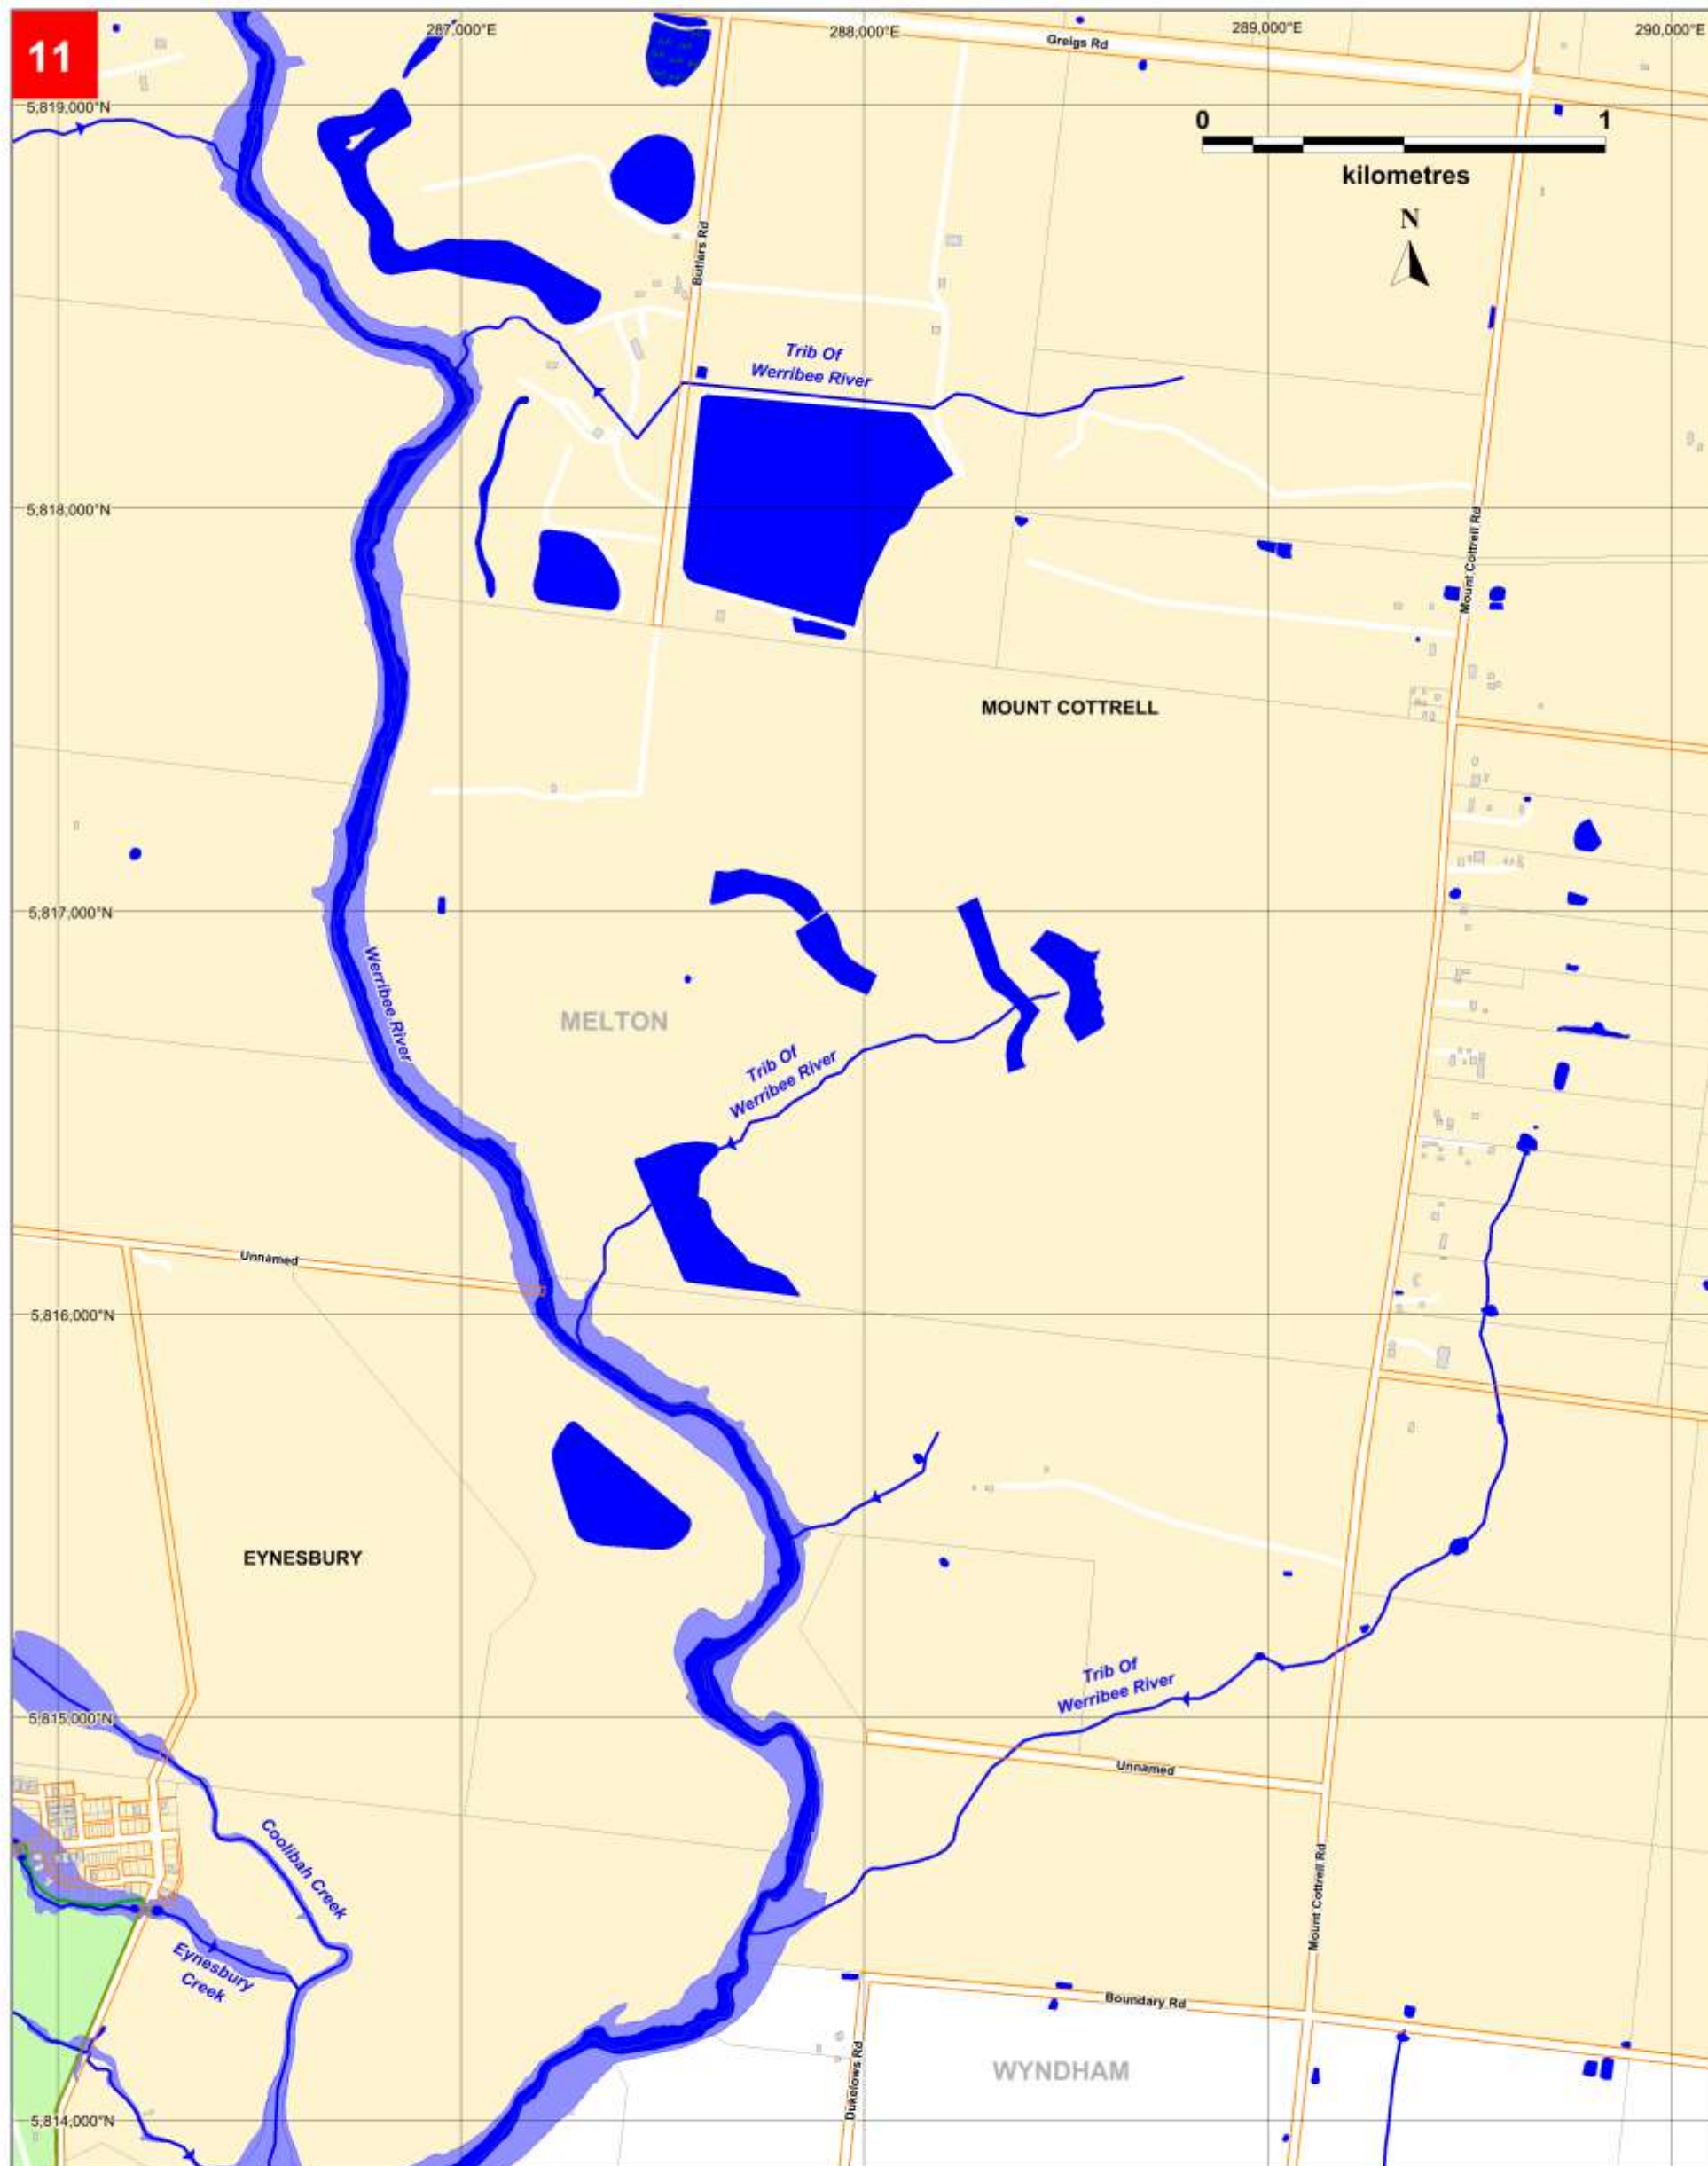 11
287,000°E
288,000°E
289,000°E
290,000°E
Greigs Rd
5,819,000°N
0
1
kilometres
N
Butlers Rd
Trib Of
Werribee River
5,818,000°N
Mount Cottrell Rd
MOUNT COTTRELL
5,817,000°N
Werribee River
MELTON
Trib Of
Werribee River
Unnamed
5,816,000°N
EYNESBURY
Trib Of
Werribee River
5,815,000°N
Unnamed
Coolibah Creek
Mount Cottrell Rd
Eynesbury
Creek
Boundary Rd
Dukelows Rd
WYNDHAM
5,814,000°N